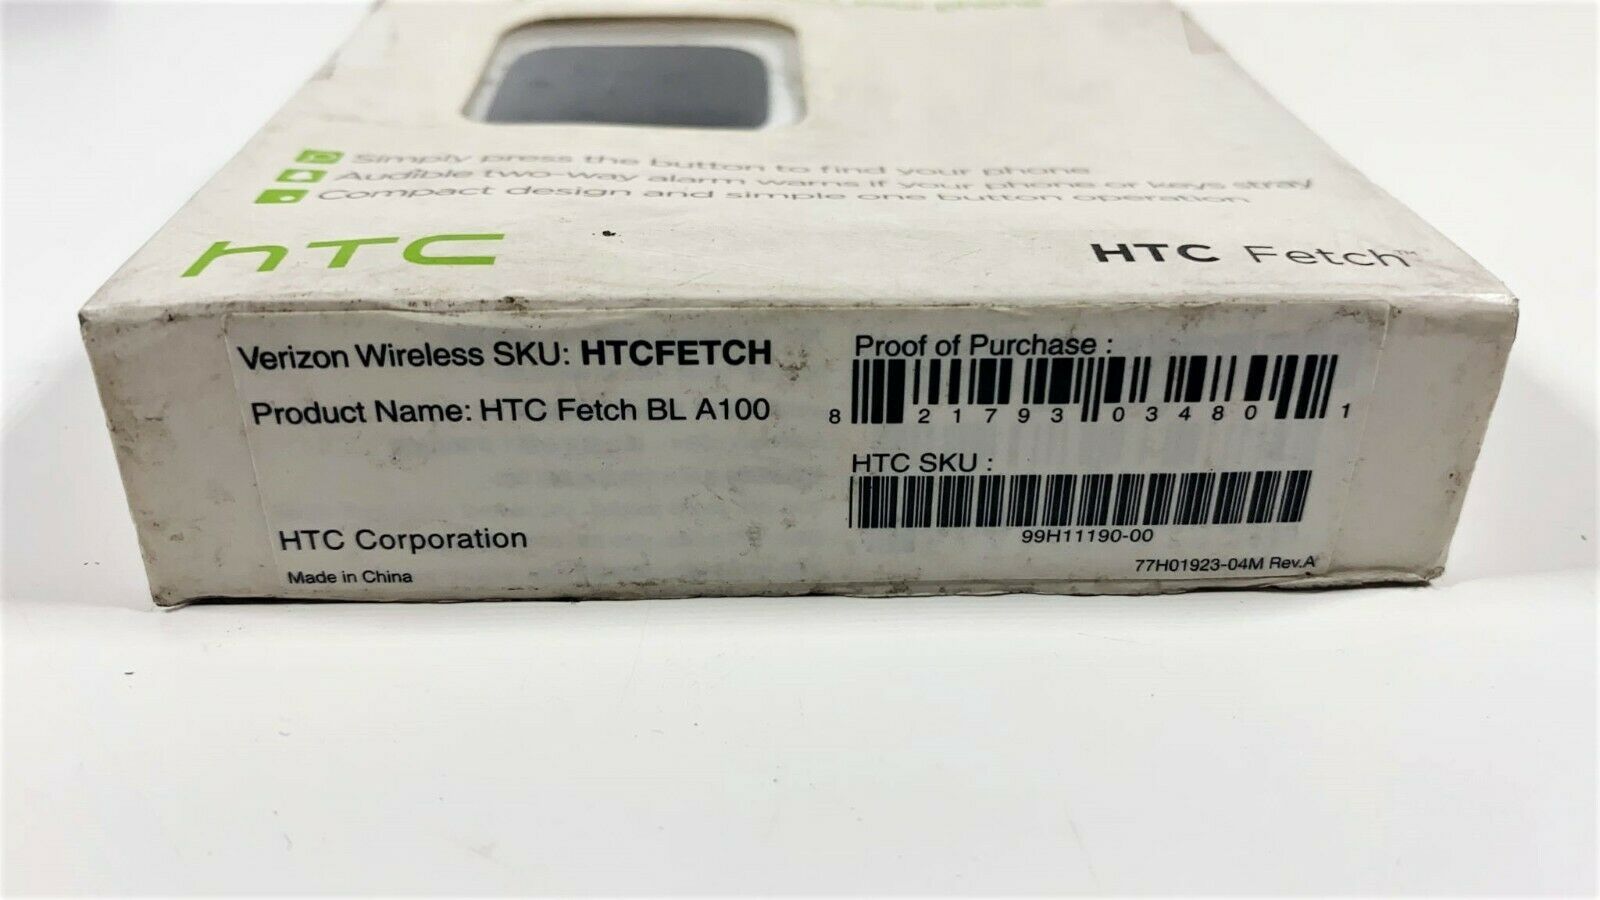 Simply press the button to find your phone
Audible two-way alarm warns if your phone or keys stray
Compact design and simple one button operation
hTC
HTC Fetch™
Verizon Wireless SKU: HTCFETCH
Product Name: HTC Fetch BL A100
HTC Corporation
Made in China
Proof of Purchase :
8 21793 03480 1
HTC SKU :
99H11190-00
77H01923-04M Rev.A